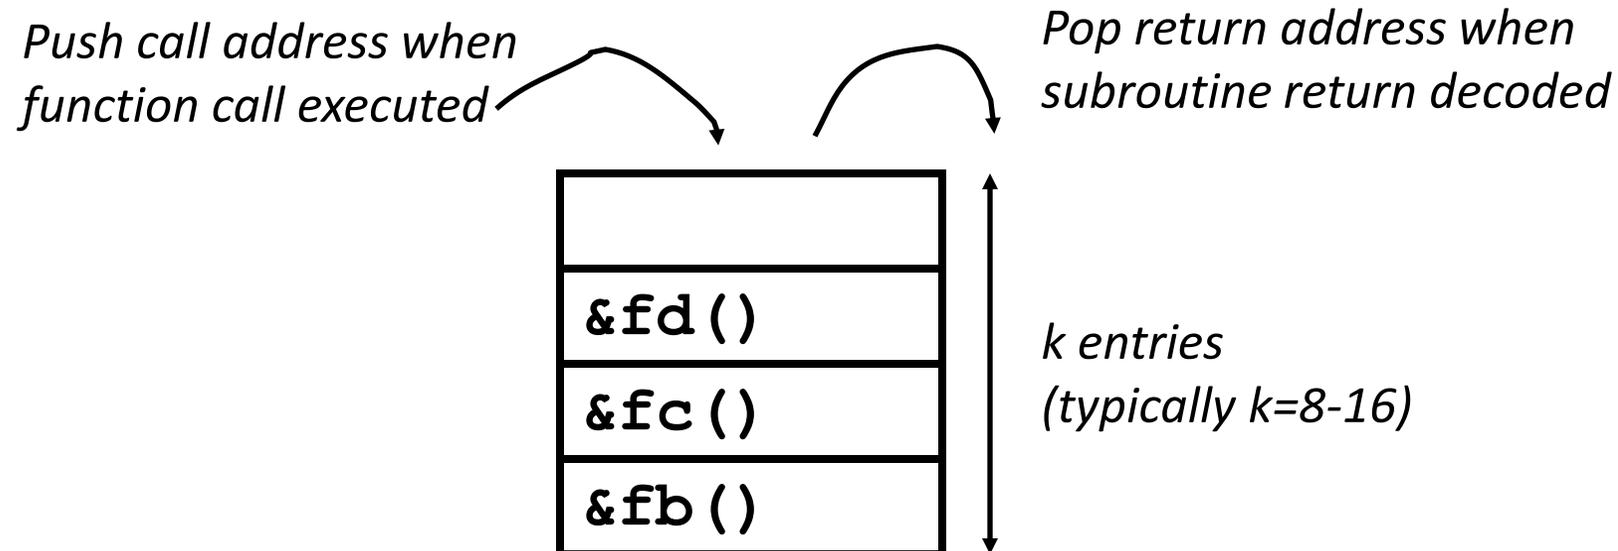 Push call address when
function call executed
Pop return address when
subroutine return decoded
&fd()
&fc()
&fb()
k entries
(typically k=8-16)